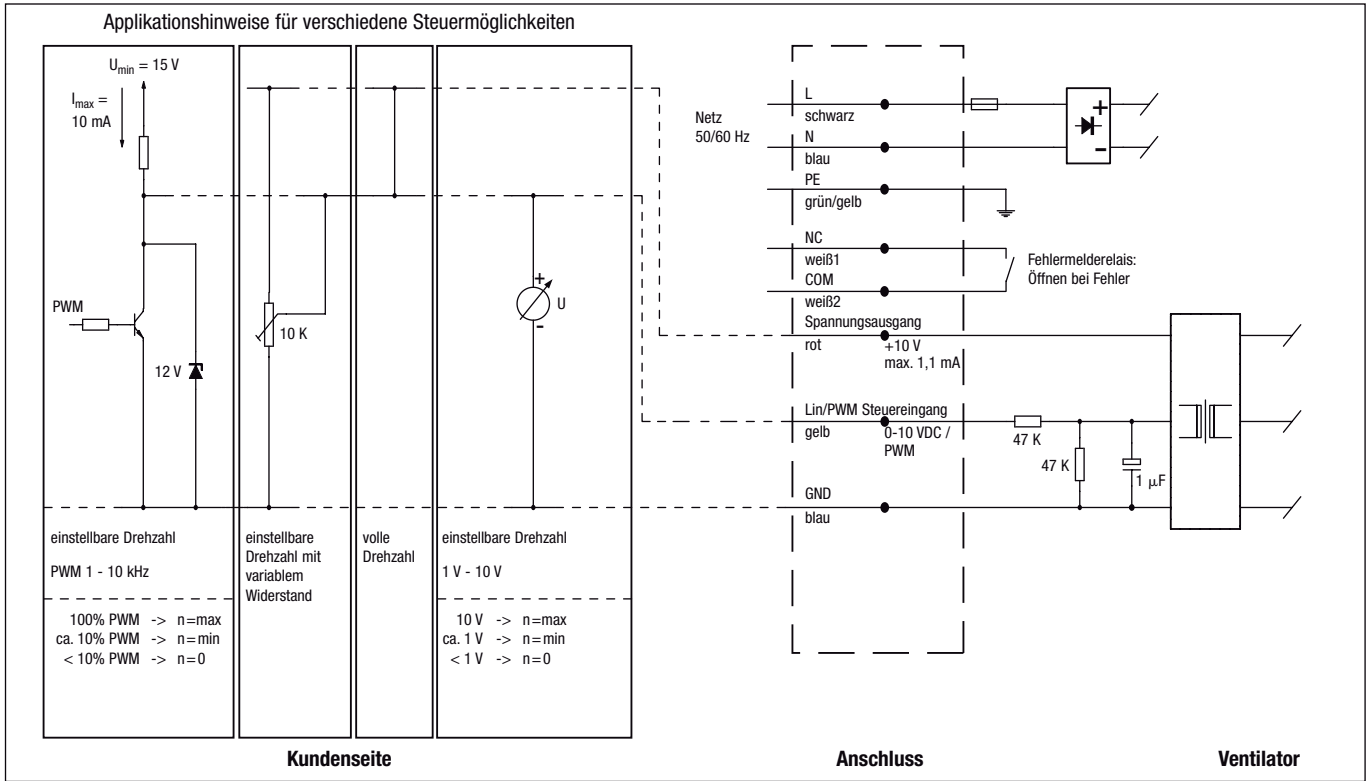 Applikationshinweise für verschiedene Steuermöglichkeiten
Umin = 15 V
Imax =
10 mA
PWM
12 V
10 K
+
U
-
einstellbare Drehzahl
PWM 1 - 10 kHz
100% PWM -> n=max
ca. 10% PWM -> n=min
< 10% PWM -> n=0
einstellbare
Drehzahl mit
variablem
Widerstand
volle
Drehzahl
einstellbare Drehzahl
1 V - 10 V
10 V -> n=max
ca. 1 V -> n=min
< 1 V -> n=0
Netz
50/60 Hz
L
schwarz
N
blau
PE
grün/gelb
NC
weiß1
COM
weiß2
Spannungsausgang
rot
+10 V
max. 1,1 mA
Lin/PWM Steuereingang
gelb
0-10 VDC /
PWM
GND
blau
+
-
Fehlermelderelais:
Öffnen bei Fehler
47 K
47 K
1 µF
Kundenseite
Anschluss
Ventilator